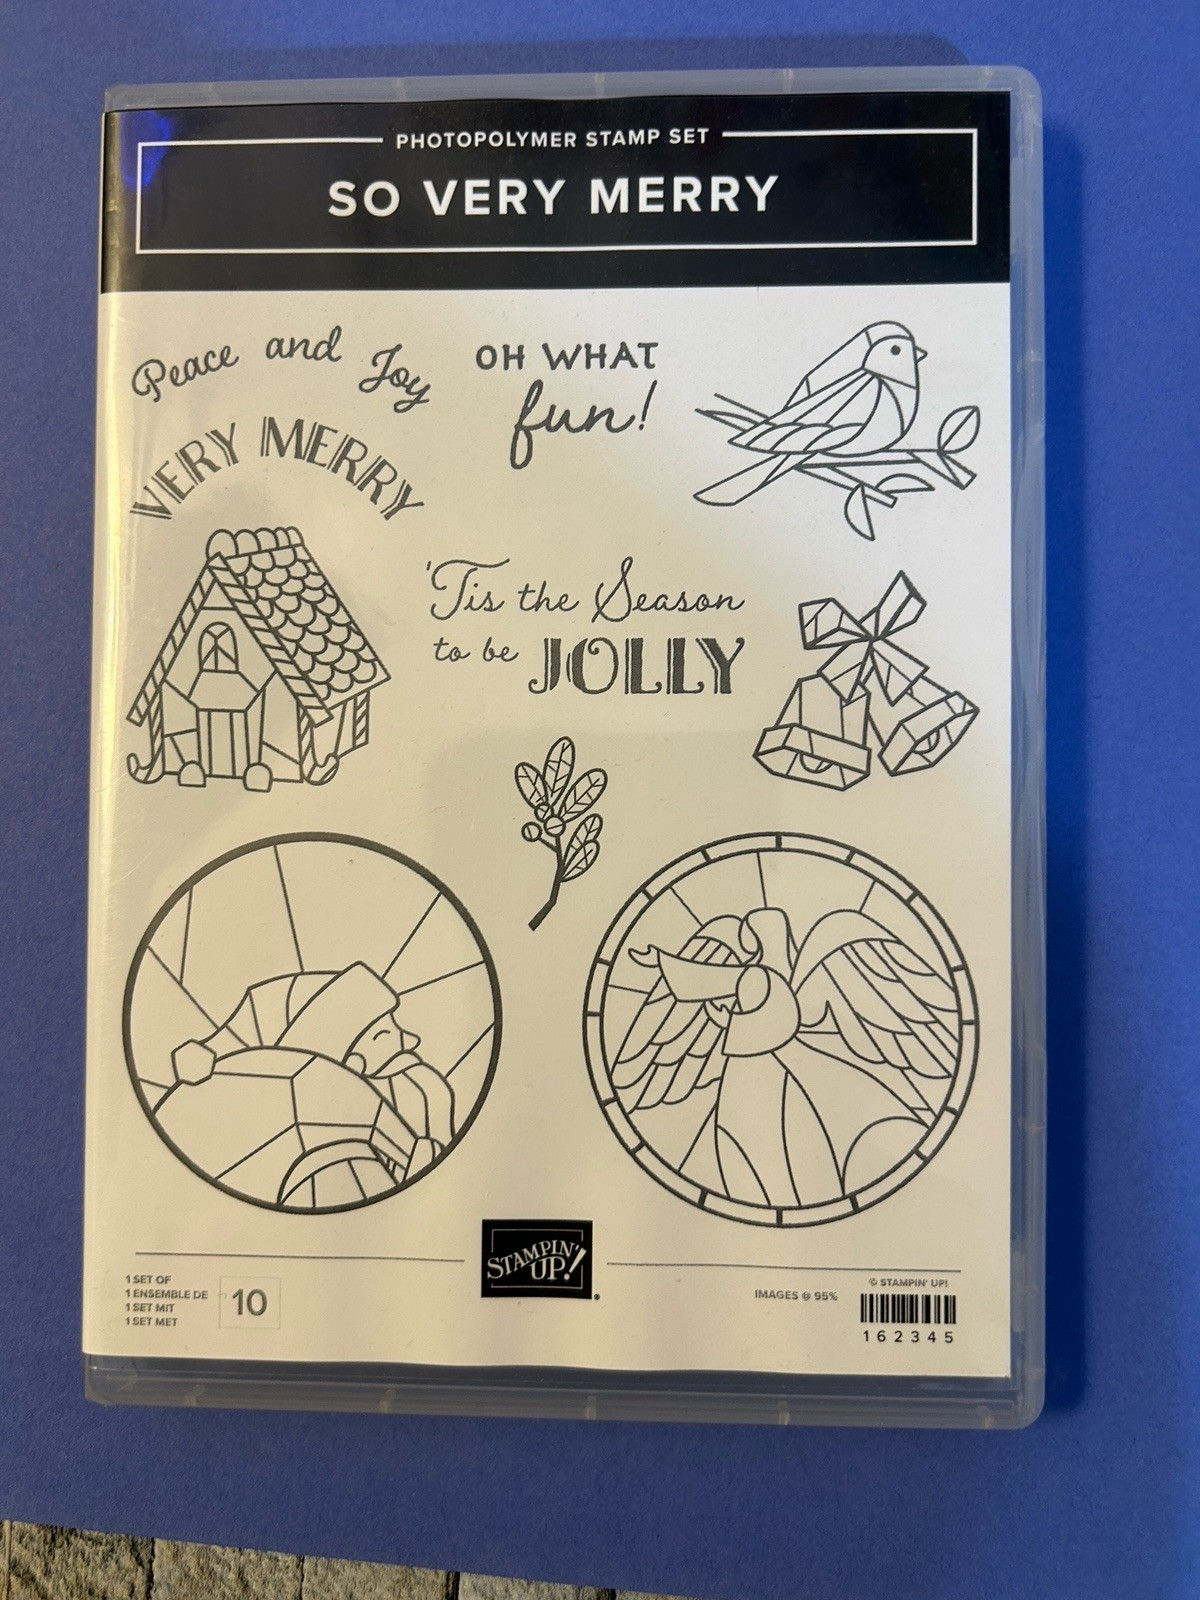 PHOTOPOLYMER STAMP SET
SO VERY MERRY
Peace and Joy
OH WHAT
fun!
VERY MERRY
'Tis the Season
to be JOLLY
STAMPIN'
UP!
1 SET OF
1 ENSEMBLE DE
1 SET MIT
1 SET MET
10
IMAGES @ 95%
© STAMPIN' UP!
162345